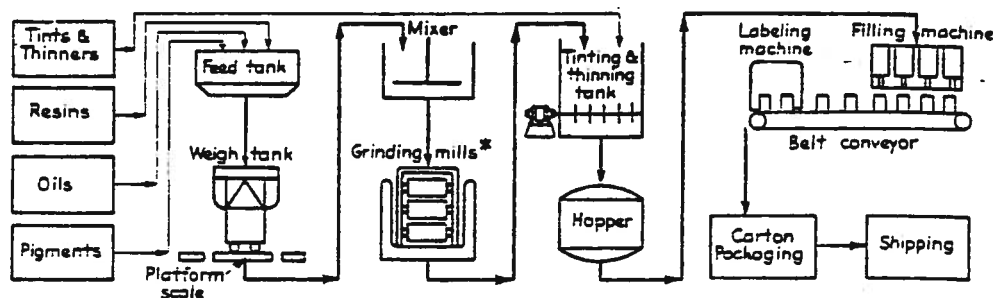 Tints &
Thinners
Resins
Oils
Pigments
Feed tank
Weigh tank
Platform
scale
Mixer
Grinding mills*
Tinting &
thinning
tank
Hopper
Labeling
machine
Filling machine
Belt conveyor
Carton
Packaging
Shipping